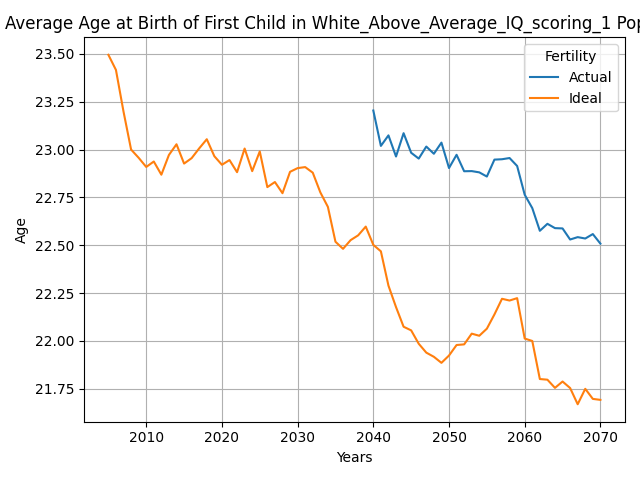 Average Age at Birth of First Child in White_Above_Average_IQ_scoring_1 Pop
Fertility
Actual
Ideal
23.50
23.25
23.00
22.75
22.50
22.25
22.00
21.75
Age
2010 2020 2030 2040 2050 2060 2070
Years